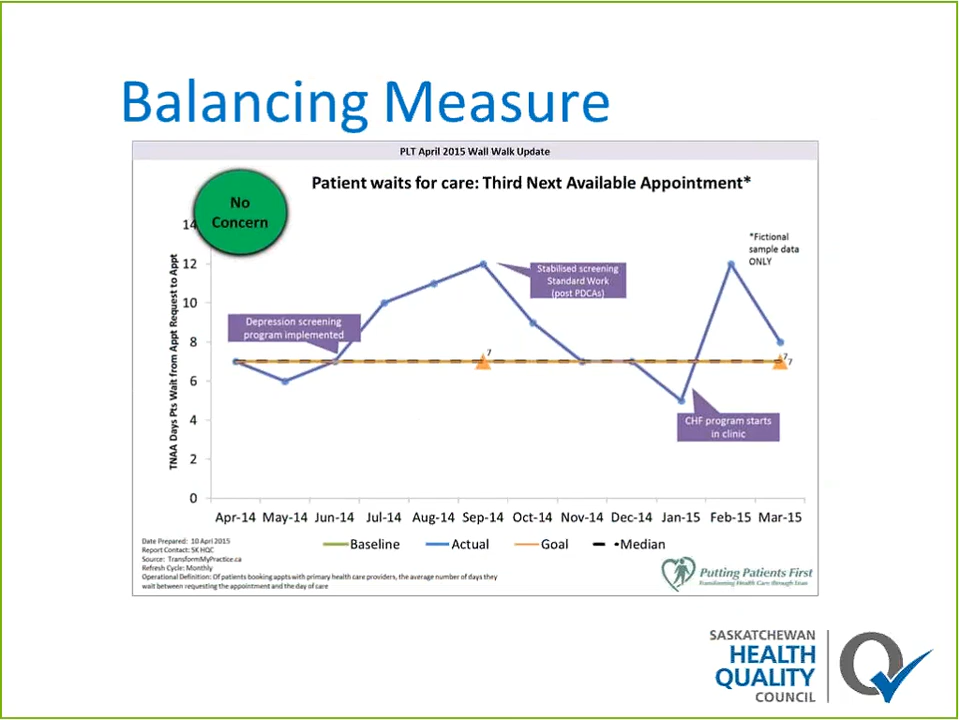 Balancing Measure
PLT April 2015 Wall Walk Update
Patient waits for care: Third Next Available Appointment*
No
Concern
*Fictional
sample data
ONLY
TNAA Days Pts Wait from Appt Request to Appt
14
12
10
8
6
4
2
0
Depression screening
program implemented
Stabilised screening
Standard Work
(post PDCAs)
7
7
7
CHF program starts
in clinic
Apr-14 May-14 Jun-14 Jul-14 Aug-14 Sep-14 Oct-14 Nov-14 Dec-14 Jan-15 Feb-15 Mar-15
Baseline Actual Goal Median
Date Prepared: 10 April 2015
Report Contact: SK HQC
Source: TransformMyPractice.ca
Refresh Cycle: Monthly
Operational Definition: Of patients booking appts with primary health care providers, the average number of days they
wait between requesting the appointment and the day of care
Putting Patients First
Transforming Health Care through Lean
SASKATCHEWAN
HEALTH
QUALITY
COUNCIL